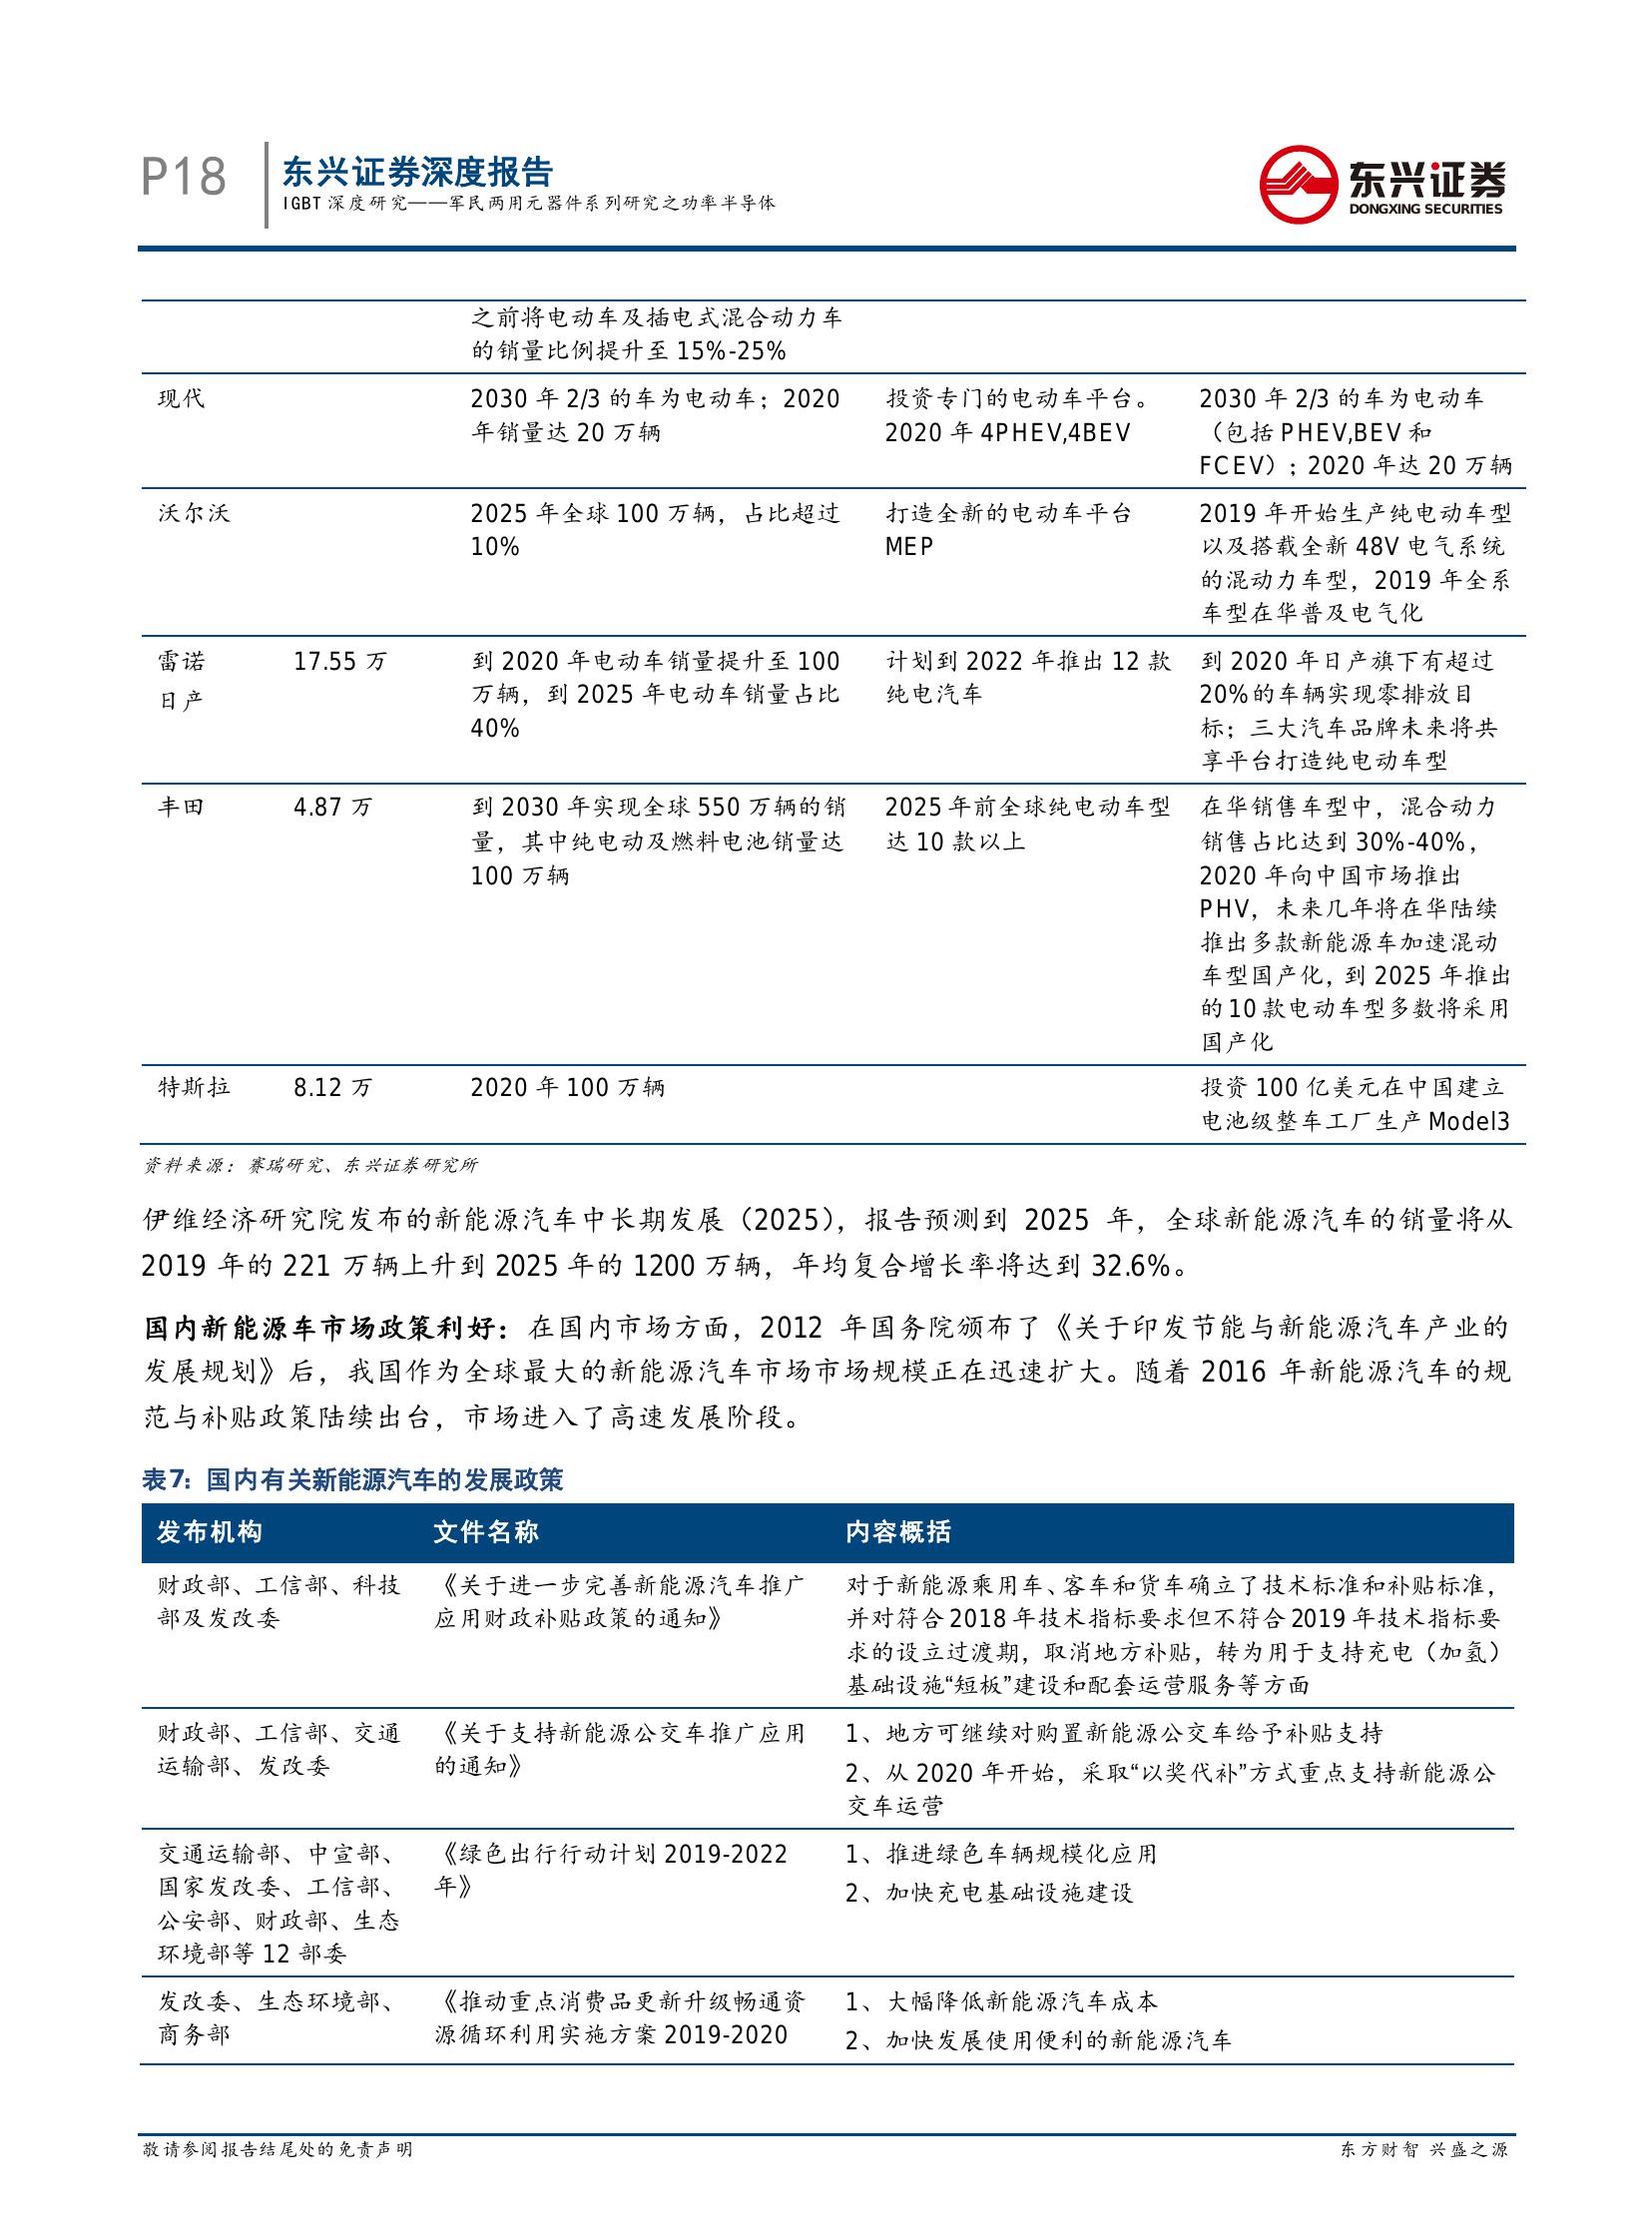 P18
东兴证券深度报告
IGBT 深度研究——军民两用元器件系列研究之功率半导体
东兴证券
DONGXING SECURITIES
之前将电动车及插电式混合动力车
的销量比例提升至 15%-25%
现代
2030 年 2/3 的车为电动车；2020
年销量达 20 万辆
投资专门的电动车平台。
2020 年 4PHEV,4BEV
2030 年 2/3 的车为电动车
（包括 PHEV,BEV 和
FCEV）；2020 年达 20 万辆
沃尔沃
2025 年全球 100 万辆，占比超过
10%
打造全新的电动车平台
MEP
2019 年开始生产纯电动车型
以及搭载全新 48V 电气系统
的混动力车型，2019 年全系
车型在华普及电气化
雷诺
日产
17.55 万
到 2020 年电动车销量提升至 100
万辆，到 2025 年电动车销量占比
40%
计划到 2022 年推出 12 款
纯电汽车
到 2020 年日产旗下有超过
20%的车辆实现零排放目
标；三大汽车品牌未来将共
享平台打造纯电动车型
丰田
4.87 万
到 2030 年实现全球 550 万辆的销
量，其中纯电动及燃料电池销量达
100 万辆
2025 年前全球纯电动车型
达 10 款以上
在华销售车型中，混合动力
销售占比达到 30%-40%，
2020 年向中国市场推出
PHV，未来几年将在华陆续
推出多款新能源车加速混动
车型国产化，到 2025 年推出
的 10 款电动车型多数将采用
国产化
特斯拉
8.12 万
2020 年 100 万辆
投资 100 亿美元在中国建立
电池级整车工厂生产 Model3
资料来源：赛瑞研究、东兴证券研究所
伊维经济研究院发布的新能源汽车中长期发展（2025），报告预测到 2025 年，全球新能源汽车的销量将从
2019 年的 221 万辆上升到 2025 年的 1200 万辆，年均复合增长率将达到 32.6%。
国内新能源车市场政策利好：在国内市场方面，2012 年国务院颁布了《关于印发节能与新能源汽车产业的
发展规划》后，我国作为全球最大的新能源汽车市场市场规模正在迅速扩大。随着 2016 年新能源汽车的规
范与补贴政策陆续出台，市场进入了高速发展阶段。
表7：国内有关新能源汽车的发展政策
发布机构 文件名称 内容概括
财政部、工信部、科技
部及发改委
《关于进一步完善新能源汽车推广
应用财政补贴政策的通知》
对于新能源乘用车、客车和货车确立了技术标准和补贴标准，
并对符合 2018 年技术指标要求但不符合 2019 年技术指标要
求的设立过渡期，取消地方补贴，转为用于支持充电（加氢）
基础设施“短板”建设和配套运营服务等方面
财政部、工信部、交通
运输部、发改委
《关于支持新能源公交车推广应用
的通知》
1、地方可继续对购置新能源公交车给予补贴支持
2、从 2020 年开始，采取“以奖代补”方式重点支持新能源公
交车运营
交通运输部、中宣部、
国家发改委、工信部、
公安部、财政部、生态
环境部等 12 部委
《绿色出行行动计划 2019-2022
年》
1、推进绿色车辆规模化应用
2、加快充电基础设施建设
发改委、生态环境部、
商务部
《推动重点消费品更新升级畅通资
源循环利用实施方案 2019-2020
1、大幅降低新能源汽车成本
2、加快发展使用便利的新能源汽车
敬请参阅报告结尾处的免责声明
东方财智 兴盛之源